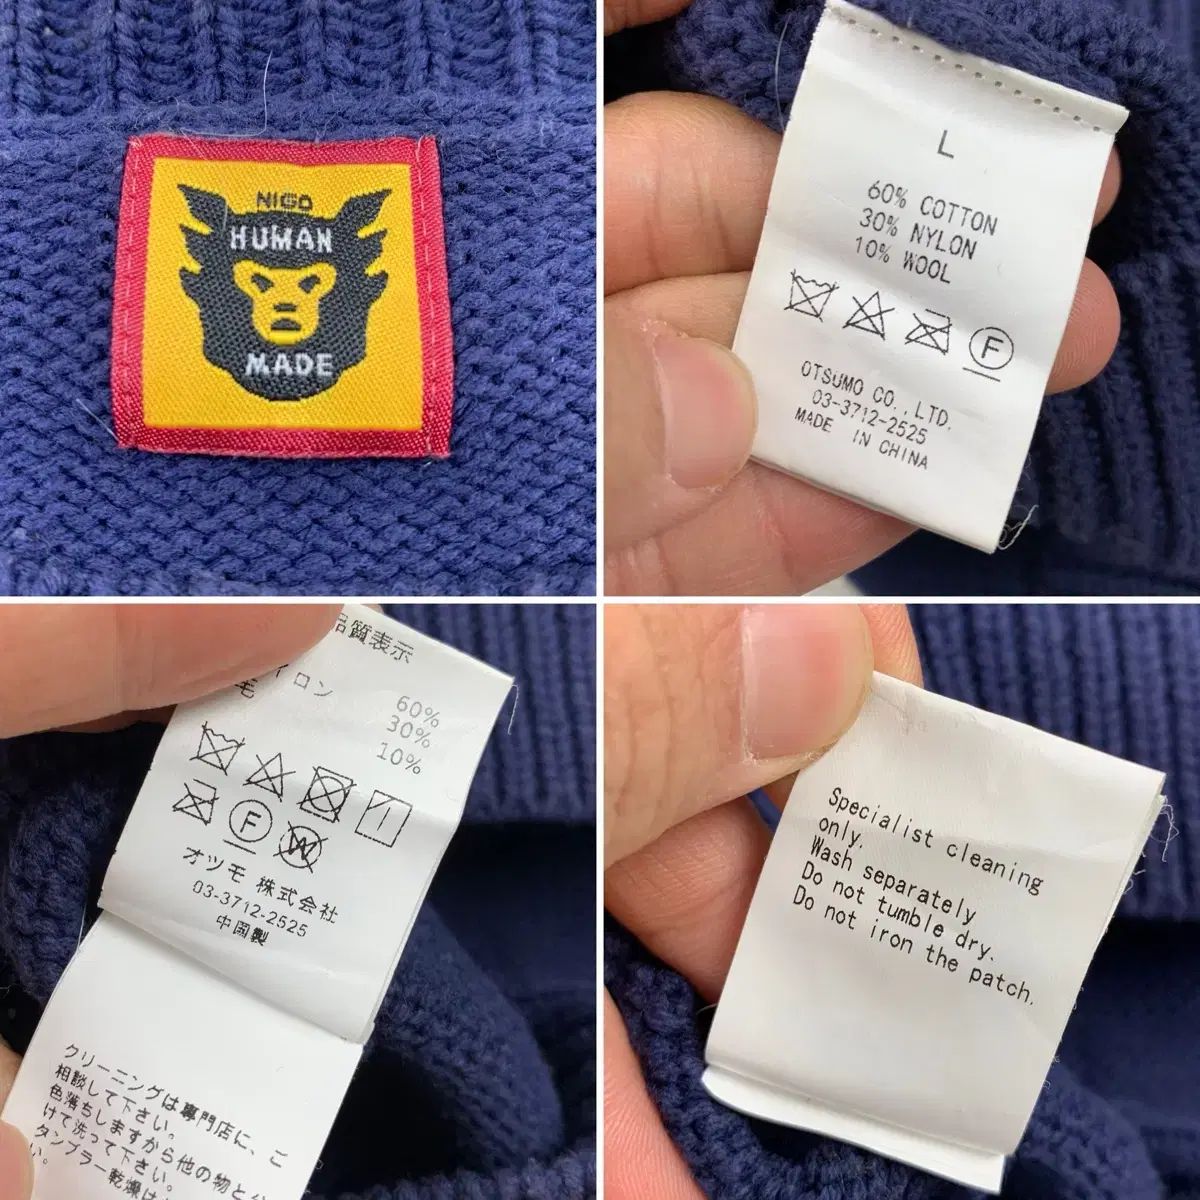 NIGO
HUMAN
MADE
L
60% COTTON
30% NYLON
10% WOOL
F
OTSUMO CO.,LTD.
03-3712-2525
MADE IN CHINA
質表示
イロン
毛
60%
30%
10%
F
W
オツモ 株式会社
03-3712-2525
中国製
クリーニングは専門店に、ご
相談して下さい。
色落ちしますから他の物と分
けて洗って下さい。
タンブラー乾燥は
い。
Specialist cleaning
only.
Wash separately
Do not tumble dry.
Do not iron the patch.